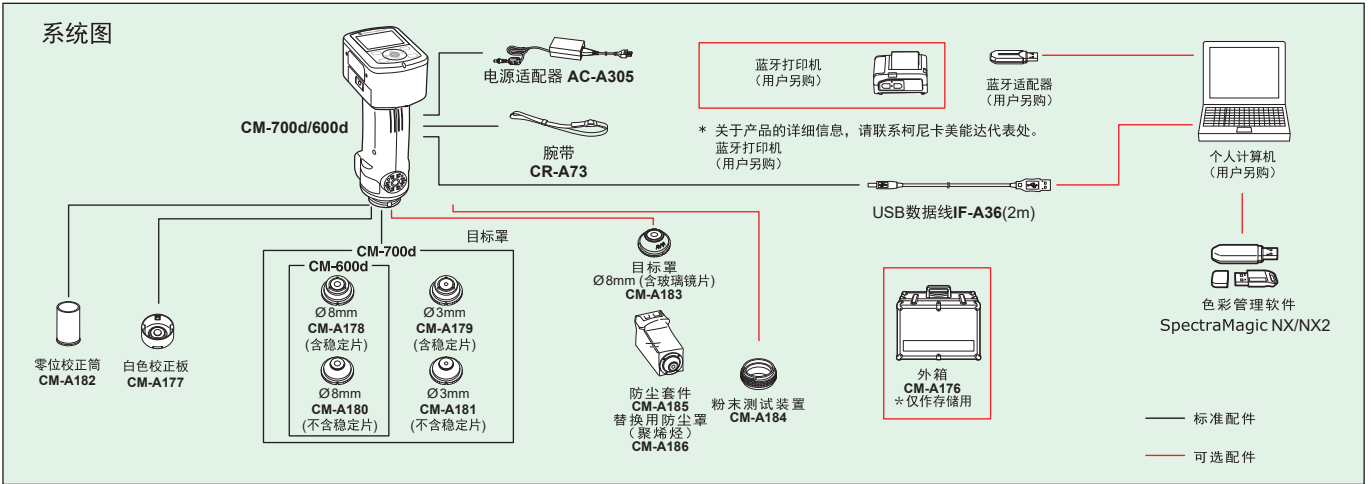 系统图
电源适配器 AC-A305
CM-700d/600d
腕带
CR-A73
蓝牙打印机
(用户另购)
蓝牙适配器
(用户另购)
* 关于产品的详细信息，请联系柯尼卡美能达代表处。
蓝牙打印机
(用户另购)
个人计算机
(用户另购)
USB数据线IF-A36(2m)
色彩管理软件
SpectraMagic NX/NX2
零位校正筒
CM-A182
白色校正板
CM-A177
目标罩
CM-700d
CM-600d
Ø8mm
CM-A178
(含稳定片)
Ø3mm
CM-A179
(含稳定片)
Ø8mm
CM-A180
(不含稳定片)
Ø3mm
CM-A181
(不含稳定片)
目标罩
Ø8mm (含玻璃镜片)
CM-A183
防尘套件
CM-A185
替换用防尘罩
(聚烯烃)
CM-A186
粉末测试装置
CM-A184
外箱
CM-A176
*仅作存储用
标准配件
可选配件